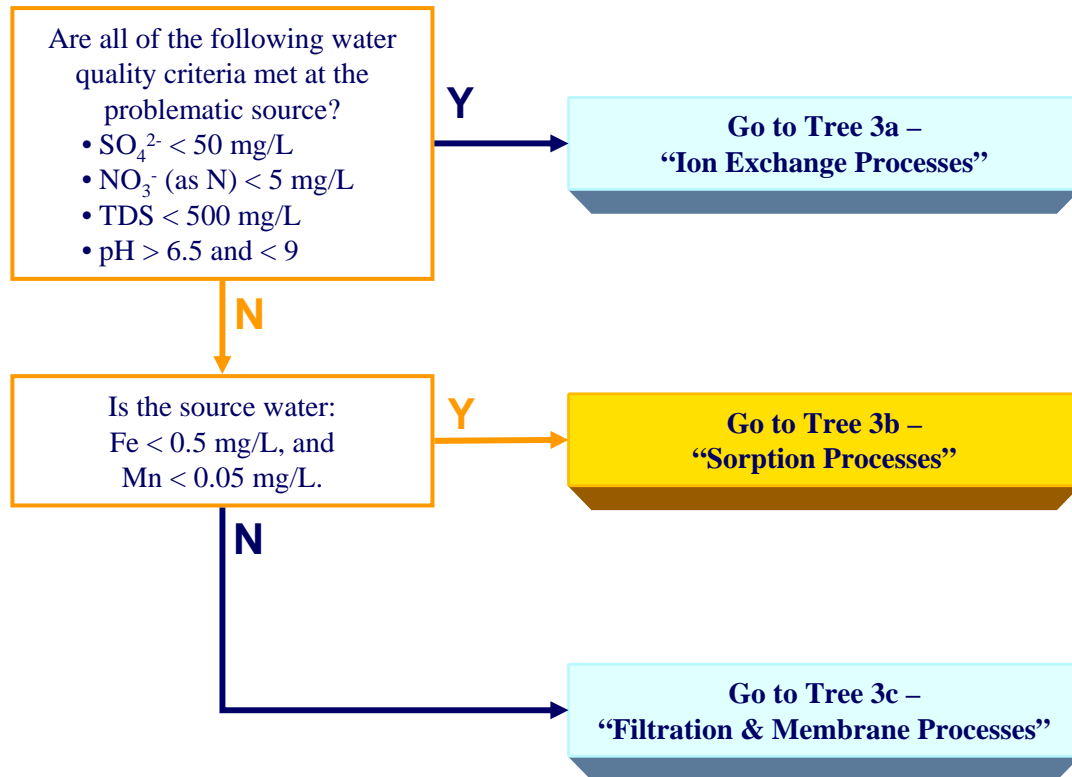 Are all of the following water
quality criteria met at the
problematic source?
• SO₄²⁻ < 50 mg/L
• NO₃⁻ (as N) < 5 mg/L
• TDS < 500 mg/L
• pH > 6.5 and < 9
Y
Go to Tree 3a –
“Ion Exchange Processes”
N
Is the source water:
Fe < 0.5 mg/L, and
Mn < 0.05 mg/L.
Y
Go to Tree 3b –
“Sorption Processes”
N
Go to Tree 3c –
“Filtration & Membrane Processes”